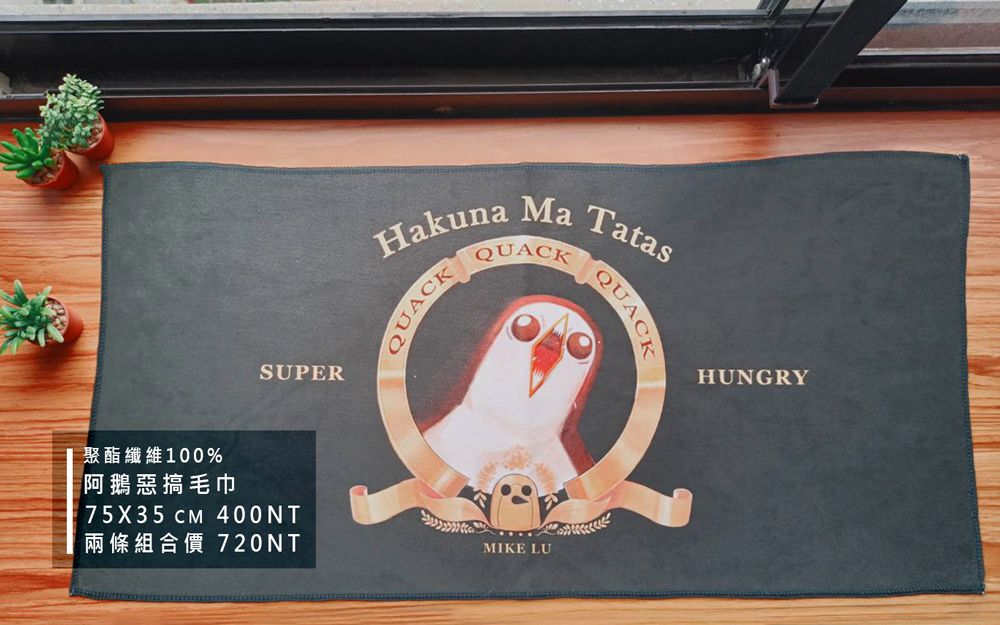 Hakuna Ma Tatas
QUACK QUACK QUACK
SUPER
HUNGRY
MIKE LU
聚酯纖維100%
阿鵝惡搞毛巾
75X35 CM 400NT
兩條組合價 720NT